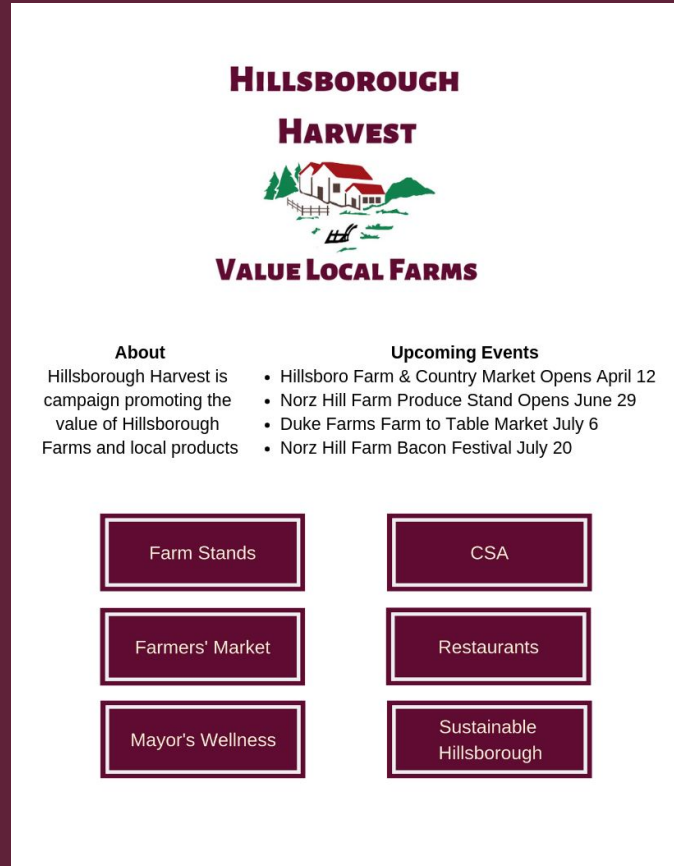 HILLSBOROUGH
HARVEST
VALUE LOCAL FARMS
About
Hillsborough Harvest is
campaign promoting the
value of Hillsborough
Farms and local products
Upcoming Events
• Hillsboro Farm & Country Market Opens April 12
• Norz Hill Farm Produce Stand Opens June 29
• Duke Farms Farm to Table Market July 6
• Norz Hill Farm Bacon Festival July 20
Farm Stands
CSA
Farmers' Market
Restaurants
Mayor's Wellness
Sustainable
Hillsborough